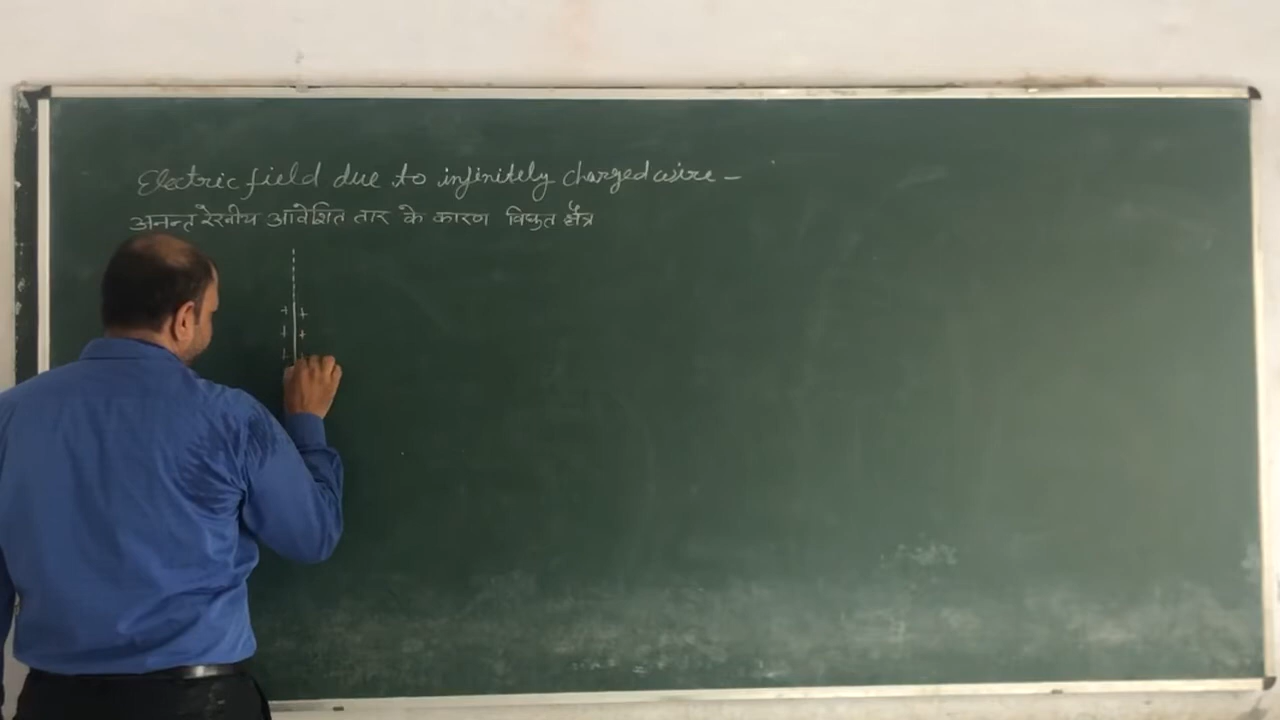 Electric field due to infinitely charged wire -
अनन्त रेखीय आवेशित तार के कारण विधुत क्षैत्र
+ +
+ +
+